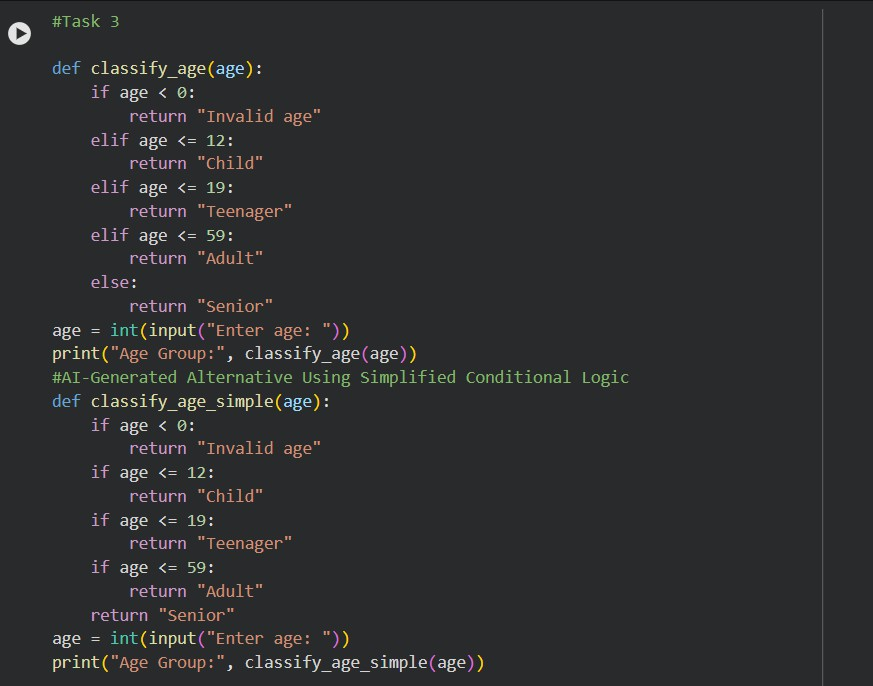 #Task 3
def classify_age(age):
    if age < 0:
        return "Invalid age"
    elif age <= 12:
        return "Child"
    elif age <= 19:
        return "Teenager"
    elif age <= 59:
        return "Adult"
    else:
        return "Senior"
age = int(input("Enter age: "))
print("Age Group:", classify_age(age))
#AI-Generated Alternative Using Simplified Conditional Logic
def classify_age_simple(age):
    if age < 0:
        return "Invalid age"
    if age <= 12:
        return "Child"
    if age <= 19:
        return "Teenager"
    if age <= 59:
        return "Adult"
    return "Senior"
age = int(input("Enter age: "))
print("Age Group:", classify_age_simple(age))